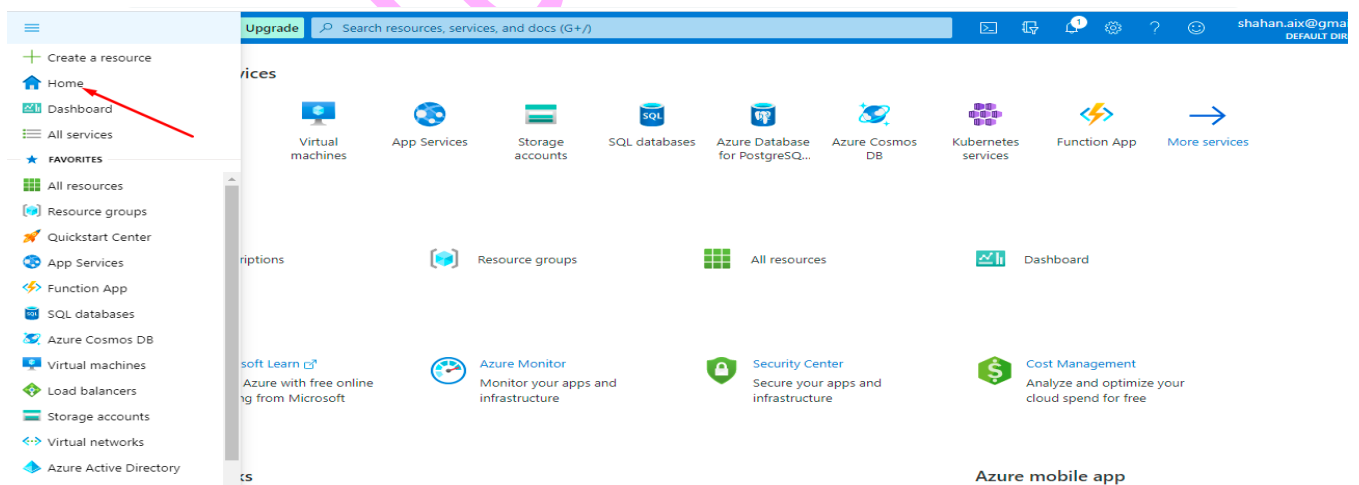 Upgrade
Search resources, services, and docs (G+/)
1
shahan.aix@gmai
DEFAULT DIR
Create a resource
Home
Dashboard
All services
FAVORITES
All resources
Resource groups
Quickstart Center
App Services
Function App
SQL databases
Azure Cosmos DB
Virtual machines
Load balancers
Storage accounts
Virtual networks
Azure Active Directory
vices
Virtual
machines
App Services
Storage
accounts
SQL
SQL databases
Azure Database
for PostgreSQ...
Azure Cosmos
DB
Kubernetes
services
Function App
More services
riptions
Resource groups
All resources
Dashboard
soft Learn
Azure with free online
ng from Microsoft
Azure Monitor
Monitor your apps and
infrastructure
Security Center
Secure your apps and
infrastructure
Cost Management
Analyze and optimize your
cloud spend for free
ks
Azure mobile app